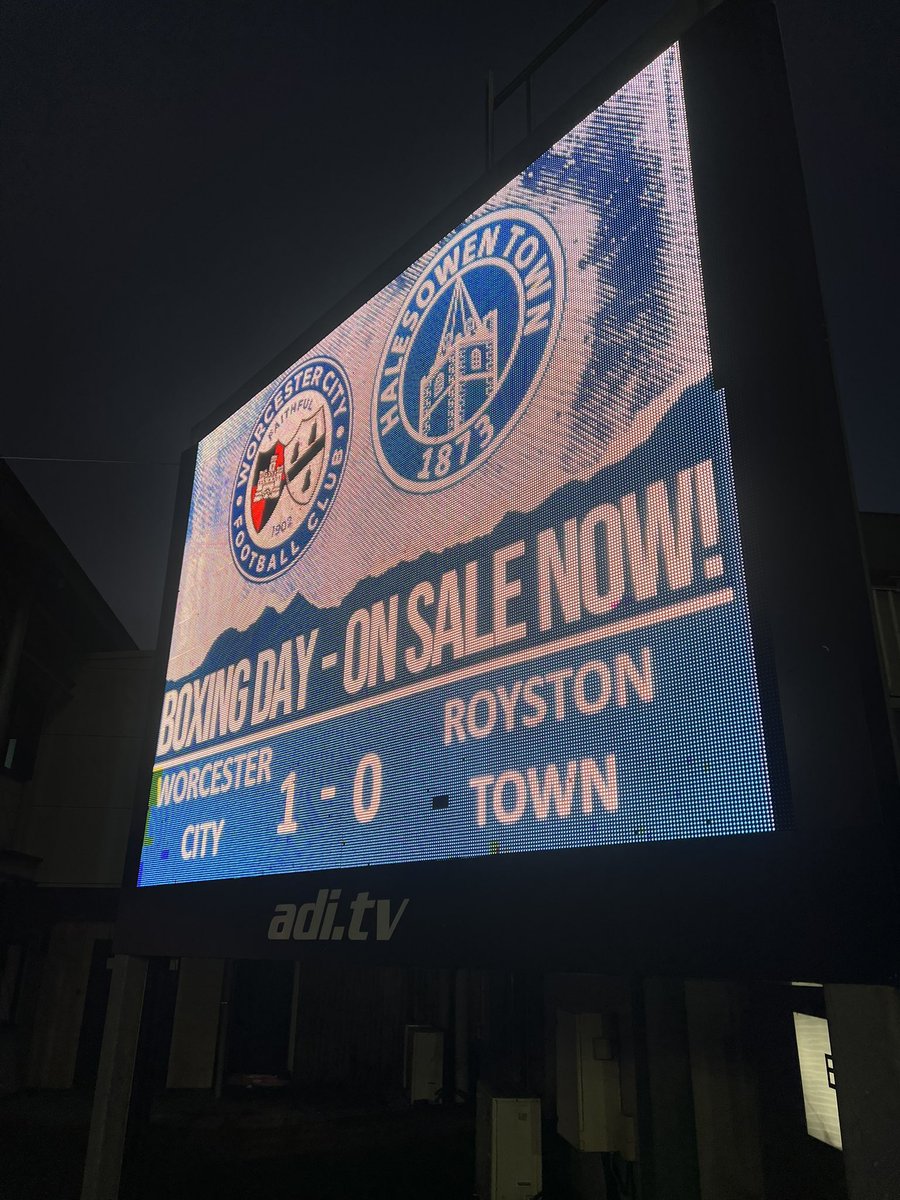 WORCESTER CITY
FOOTBALL CLUB
FAITHFUL
1902
HALESOWEN TOWN
1873
BOXING DAY - ON SALE NOW!
WORCESTER
CITY
1 - 0
ROYSTON
TOWN
adi.tv